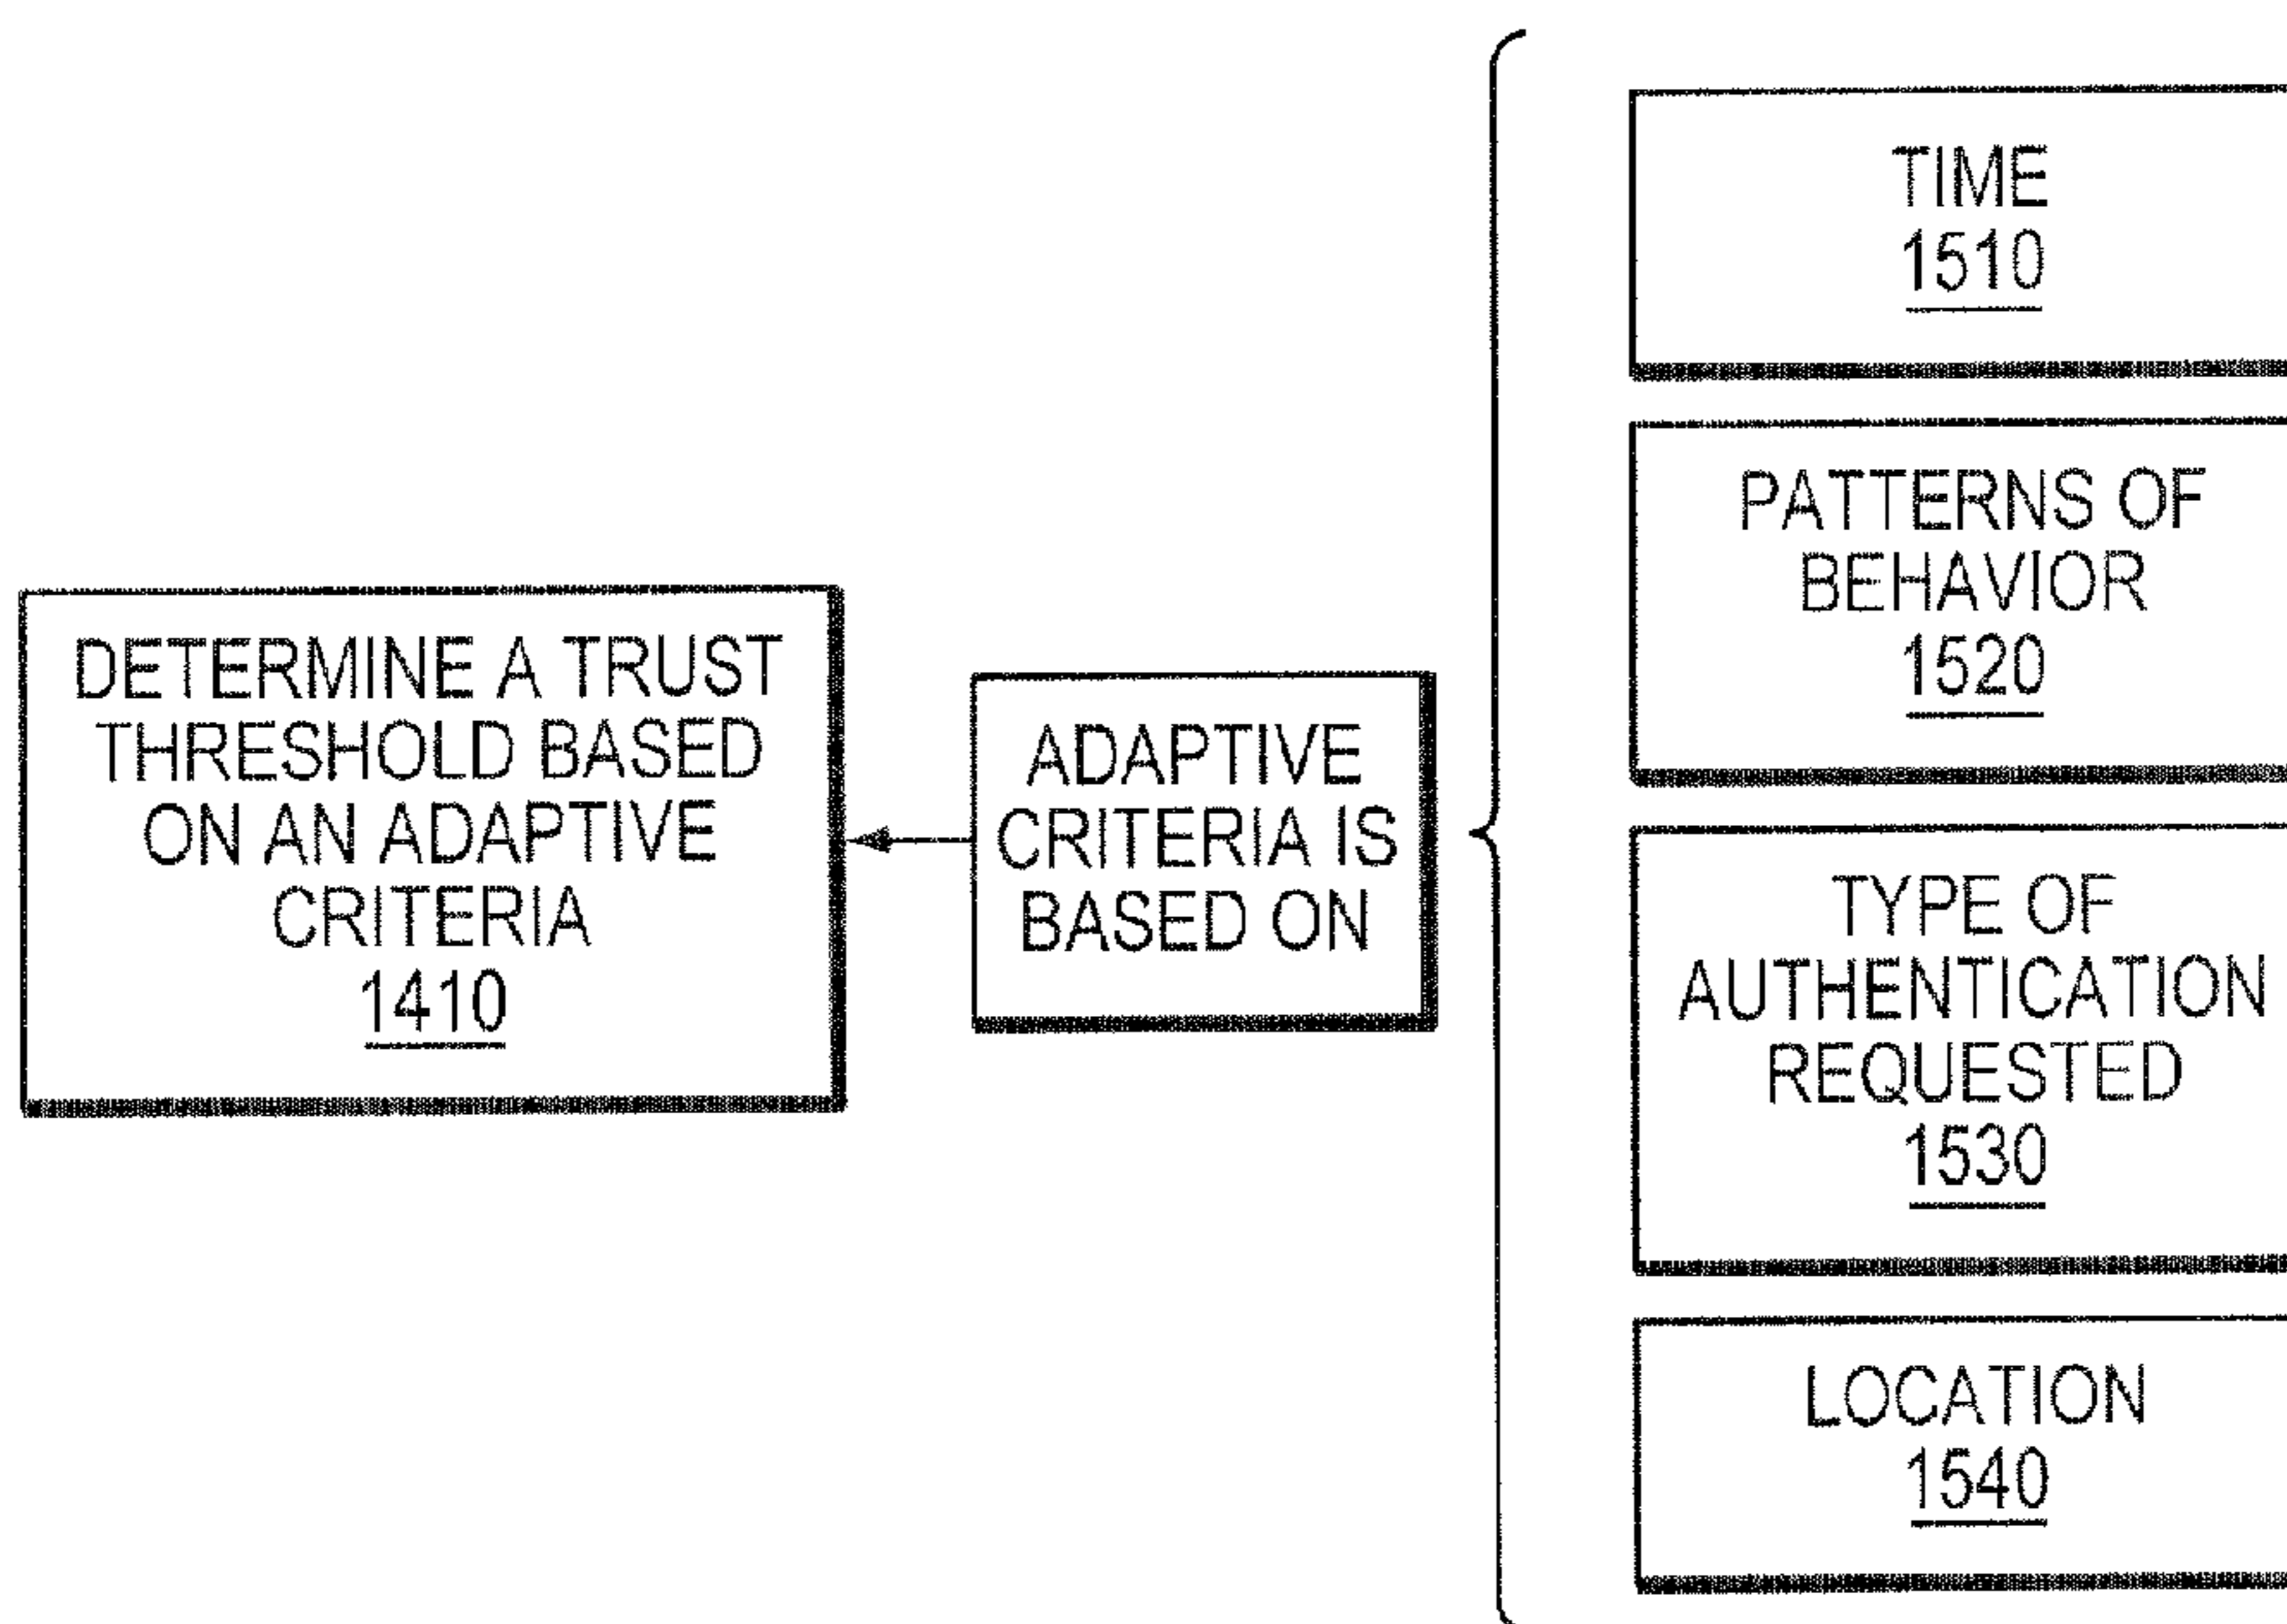 DETERMINE A TRUST
THRESHOLD BASED
ON AN ADAPTIVE
CRITERIA
1410
ADAPTIVE
CRITERIA IS
BASED ON
TIME
1510
PATTERNS OF
BEHAVIOR
1520
TYPE OF
AUTHENTICATION
REQUESTED
1530
LOCATION
1540